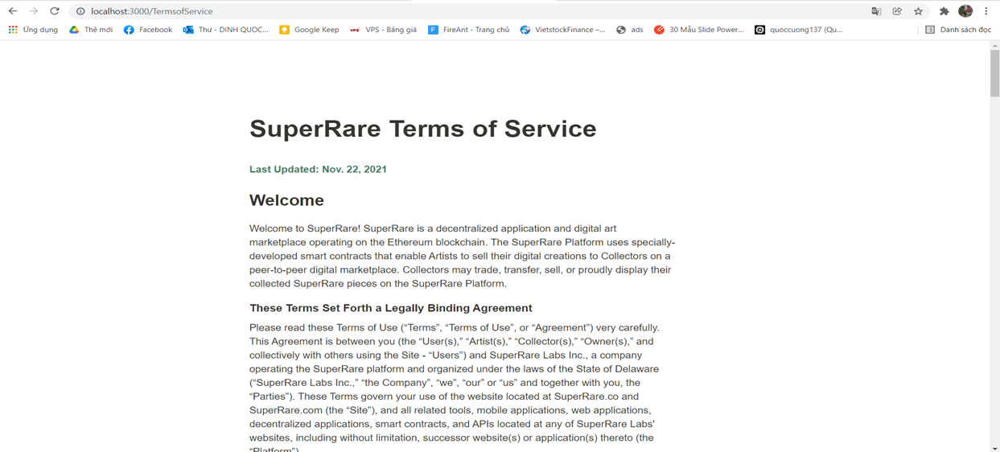 localhost:3000/TermsofService
Ứng dụng Thẻ mới Facebook Thư - DINH QUOC... Google Keep VPS - Bảng giá FireAnt - Trang chủ VietstockFinance –... ads 30 Mẫu Slide Power... quoccuong137 (Qu... Danh sách đọc
SuperRare Terms of Service
Last Updated: Nov. 22, 2021
Welcome
Welcome to SuperRare! SuperRare is a decentralized application and digital art
marketplace operating on the Ethereum blockchain. The SuperRare Platform uses specially-
developed smart contracts that enable Artists to sell their digital creations to Collectors on a
peer-to-peer digital marketplace. Collectors may trade, transfer, sell, or proudly display their
collected SuperRare pieces on the SuperRare Platform.
These Terms Set Forth a Legally Binding Agreement
Please read these Terms of Use (“Terms”, “Terms of Use”, or “Agreement”) very carefully.
This Agreement is between you (the “User(s),” “Artist(s),” “Collector(s),” “Owner(s),” and
collectively with others using the Site - “Users”) and SuperRare Labs Inc., a company
operating the SuperRare platform and organized under the laws of the State of Delaware
(“SuperRare Labs Inc.,” “the Company”, “we”, “our” or “us” and together with you, the
“Parties”). These Terms govern your use of the website located at SuperRare.co and
SuperRare.com (the “Site”), and all related tools, mobile applications, web applications,
decentralized applications, smart contracts, and APIs located at any of SuperRare Labs'
websites, including without limitation, successor website(s) or application(s) thereto (the
“Platform”)